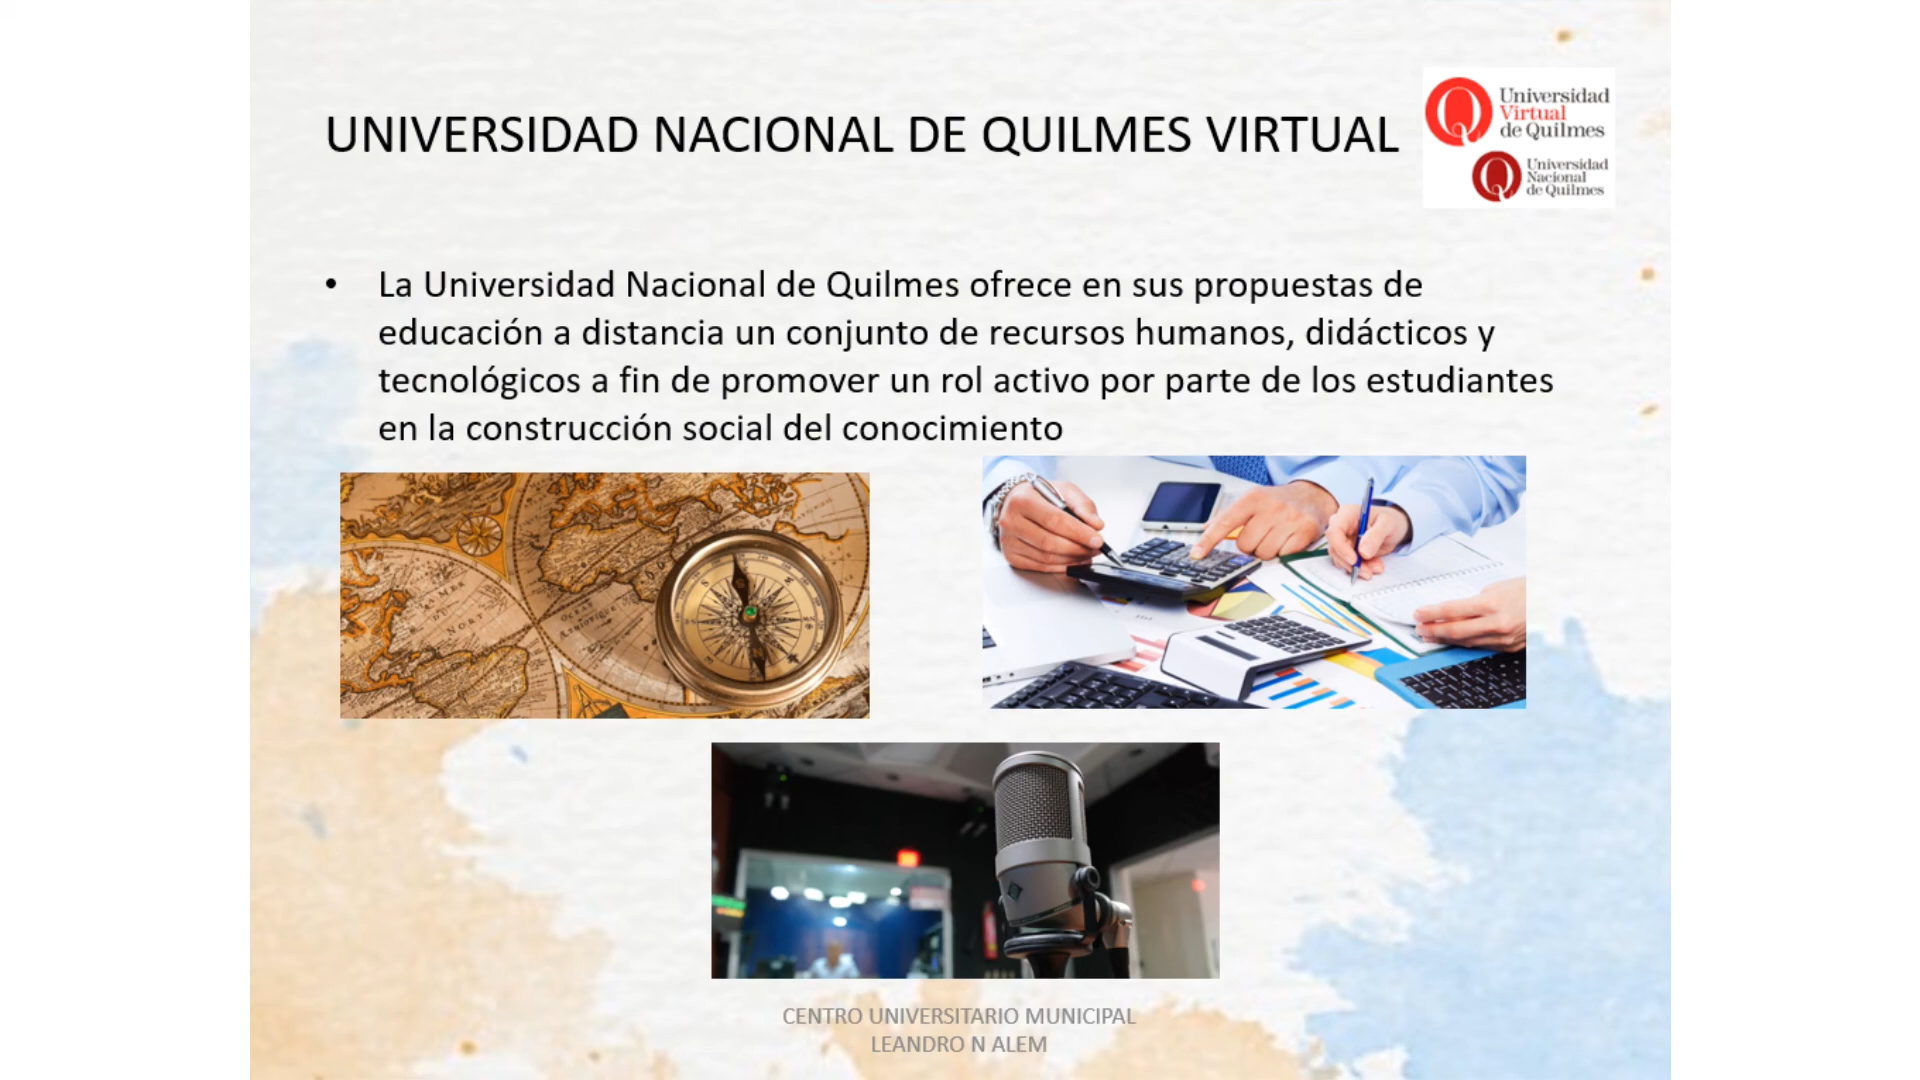 UNIVERSIDAD NACIONAL DE QUILMES VIRTUAL
Universidad
Virtual
de Quilmes
Universidad
Nacional
de Quilmes
• La Universidad Nacional de Quilmes ofrece en sus propuestas de
educación a distancia un conjunto de recursos humanos, didácticos y
tecnológicos a fin de promover un rol activo por parte de los estudiantes
en la construcción social del conocimiento
CENTRO UNIVERSITARIO MUNICIPAL
LEANDRO N ALEM